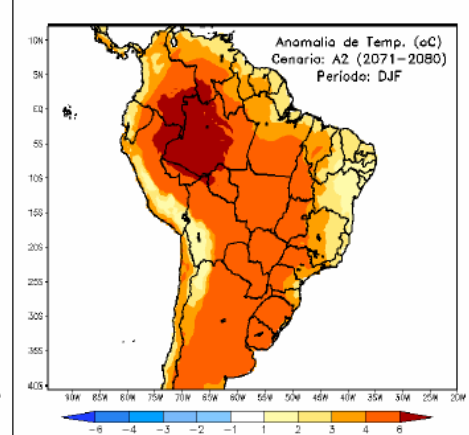 Anomalia de Temp. (oC)
Cenario: A2 (2071–2080)
Período: DJF
10N
5N
EQ
5S
10S
15S
20S
25S
30S
35S
40S
90W 85W 80W 75W 70W 65W 60W 55W 50W 45W 40W 35W 30W 25W 20W
-6 -4 -3 -2 -1 1 2 3 4 6